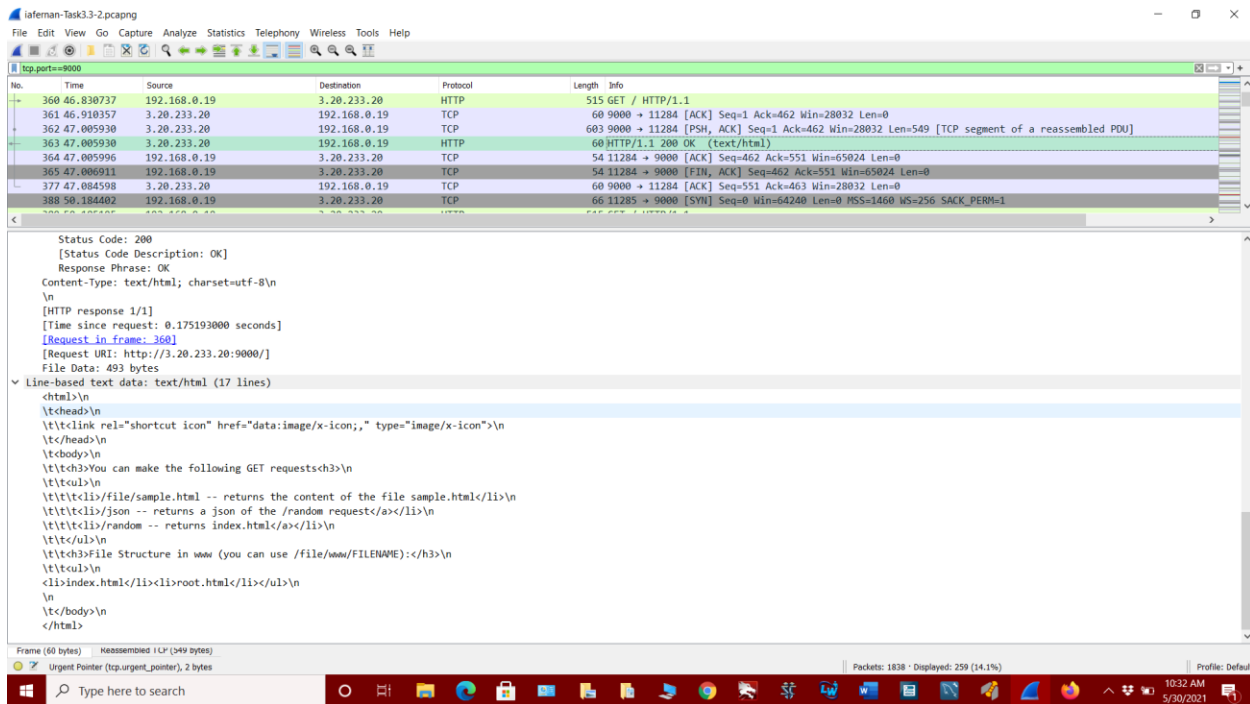 iafernan-Task3.3-2.pcapng
File Edit View Go Capture Analyze Statistics Telephony Wireless Tools Help
tcp.port==9000
No. Time Source Destination Protocol Length Info
360 46.830737 192.168.0.19 3.20.233.20 HTTP 515 GET / HTTP/1.1
361 46.910357 3.20.233.20 192.168.0.19 TCP 60 9000 → 11284 [ACK] Seq=1 Ack=462 Win=28032 Len=0
362 47.005930 3.20.233.20 192.168.0.19 TCP 603 9000 → 11284 [PSH, ACK] Seq=1 Ack=462 Win=28032 Len=549 [TCP segment of a reassembled PDU]
363 47.005930 3.20.233.20 192.168.0.19 HTTP 60 HTTP/1.1 200 OK (text/html)
364 47.005996 192.168.0.19 3.20.233.20 TCP 54 11284 → 9000 [ACK] Seq=462 Ack=551 Win=65024 Len=0
365 47.006911 192.168.0.19 3.20.233.20 TCP 54 11284 → 9000 [FIN, ACK] Seq=462 Ack=551 Win=65024 Len=0
377 47.084598 3.20.233.20 192.168.0.19 TCP 60 9000 → 11284 [ACK] Seq=551 Ack=463 Win=28032 Len=0
388 50.184402 192.168.0.19 3.20.233.20 TCP 66 11285 → 9000 [SYN] Seq=0 Win=64240 Len=0 MSS=1460 WS=256 SACK_PERM=1
Status Code: 200
[Status Code Description: OK]
Response Phrase: OK
Content-Type: text/html; charset=utf-8\n
\n
[HTTP response 1/1]
[Time since request: 0.175193000 seconds]
[Request in frame: 360]
[Request URI: http://3.20.233.20:9000/]
File Data: 493 bytes
Line-based text data: text/html (17 lines)
<html>\n
\t<head>\n
\t\t<link rel="shortcut icon" href="data:image/x-icon;," type="image/x-icon">\n
\t</head>\n
\t<body>\n
\t\t<h3>You can make the following GET requests<h3>\n
\t\t<ul>\n
\t\t\t<li>/file/sample.html -- returns the content of the file sample.html</li>\n
\t\t\t<li>/json -- returns a json of the /random request</a></li>\n
\t\t\t<li>/random -- returns index.html</a></li>\n
\t\t</ul>\n
\t\t<h3>File Structure in www (you can use /file/www/FILENAME):</h3>\n
\t\t<ul>\n
<li>index.html</li><li>root.html</li></ul>\n
\n
\t</body>\n
</html>
Frame (60 bytes) Reassembled TCP (549 bytes)
Urgent Pointer (tcp.urgent_pointer), 2 bytes Packets: 1838 · Displayed: 259 (14.1%) Profile: Defaul
Type here to search 10:32 AM
5/30/2021